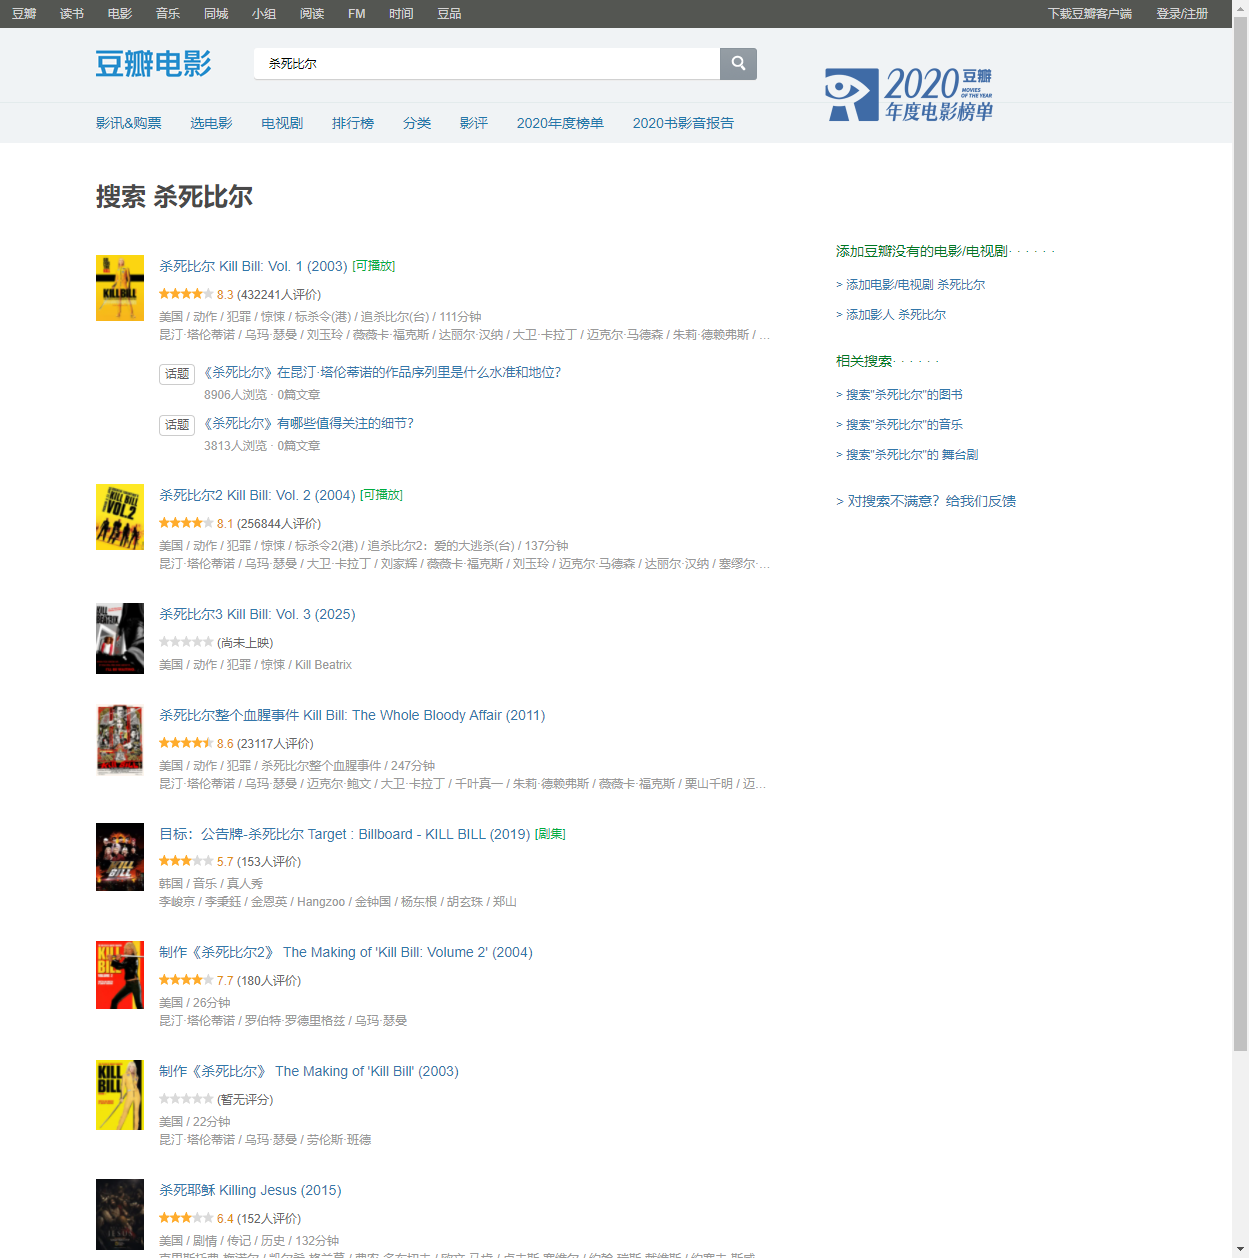 豆瓣 读书 电影 音乐 同城 小组 阅读 FM 时间 豆品 下载豆瓣客户端 登录/注册
豆瓣电影
杀死比尔
2020 豆瓣
MOVIES OF THE YEAR
年度电影榜单
影讯&购票 选电影 电视剧 排行榜 分类 影评 2020年度榜单 2020书影音报告
搜索 杀死比尔
杀死比尔 Kill Bill: Vol. 1 (2003) [可播放]
8.3 (432241人评价)
美国 / 动作 / 犯罪 / 惊悚 / 标杀令(港) / 追杀比尔(台) / 111分钟
昆汀·塔伦蒂诺 / 乌玛·瑟曼 / 刘玉玲 / 薇薇卡·福克斯 / 达丽尔·汉纳 / 大卫·卡拉丁 / 迈克尔·马德森 / 朱莉·德赖弗斯 / ...
话题 《杀死比尔》在昆汀·塔伦蒂诺的作品序列里是什么水准和地位？
8906人浏览 · 0篇文章
话题 《杀死比尔》有哪些值得关注的细节？
3813人浏览 · 0篇文章
杀死比尔2 Kill Bill: Vol. 2 (2004) [可播放]
8.1 (256844人评价)
美国 / 动作 / 犯罪 / 惊悚 / 标杀令2(港) / 追杀比尔2：爱的大逃杀(台) / 137分钟
昆汀·塔伦蒂诺 / 乌玛·瑟曼 / 大卫·卡拉丁 / 刘家辉 / 薇薇卡·福克斯 / 刘玉玲 / 迈克尔·马德森 / 达丽尔·汉纳 / 塞缪尔·...
杀死比尔3 Kill Bill: Vol. 3 (2025)
(尚未上映)
美国 / 动作 / 犯罪 / 惊悚 / Kill Beatrix
杀死比尔整个血腥事件 Kill Bill: The Whole Bloody Affair (2011)
8.6 (23117人评价)
美国 / 动作 / 犯罪 / 杀死比尔整个血腥事件 / 247分钟
昆汀·塔伦蒂诺 / 乌玛·瑟曼 / 迈克尔·鲍文 / 大卫·卡拉丁 / 千叶真一 / 朱莉·德赖弗斯 / 薇薇卡·福克斯 / 栗山千明 / 迈...
目标：公告牌-杀死比尔 Target : Billboard - KILL BILL (2019) [剧集]
5.7 (153人评价)
韩国 / 音乐 / 真人秀
李峻京 / 李秉鈺 / 金恩英 / Hangzoo / 金钟国 / 杨东根 / 胡玄珠 / 郑山
制作《杀死比尔2》 The Making of 'Kill Bill: Volume 2' (2004)
7.7 (180人评价)
美国 / 26分钟
昆汀·塔伦蒂诺 / 罗伯特·罗德里格兹 / 乌玛·瑟曼
制作《杀死比尔》 The Making of 'Kill Bill' (2003)
(暂无评分)
美国 / 22分钟
昆汀·塔伦蒂诺 / 乌玛·瑟曼 / 劳伦斯·班德
杀死耶稣 Killing Jesus (2015)
6.4 (152人评价)
美国 / 剧情 / 传记 / 历史 / 132分钟
添加豆瓣没有的电影/电视剧· · · · · ·
> 添加电影/电视剧 杀死比尔
> 添加影人 杀死比尔
相关搜索· · · · · ·
> 搜索"杀死比尔"的图书
> 搜索"杀死比尔"的音乐
> 搜索"杀死比尔"的 舞台剧
> 对搜索不满意？给我们反馈